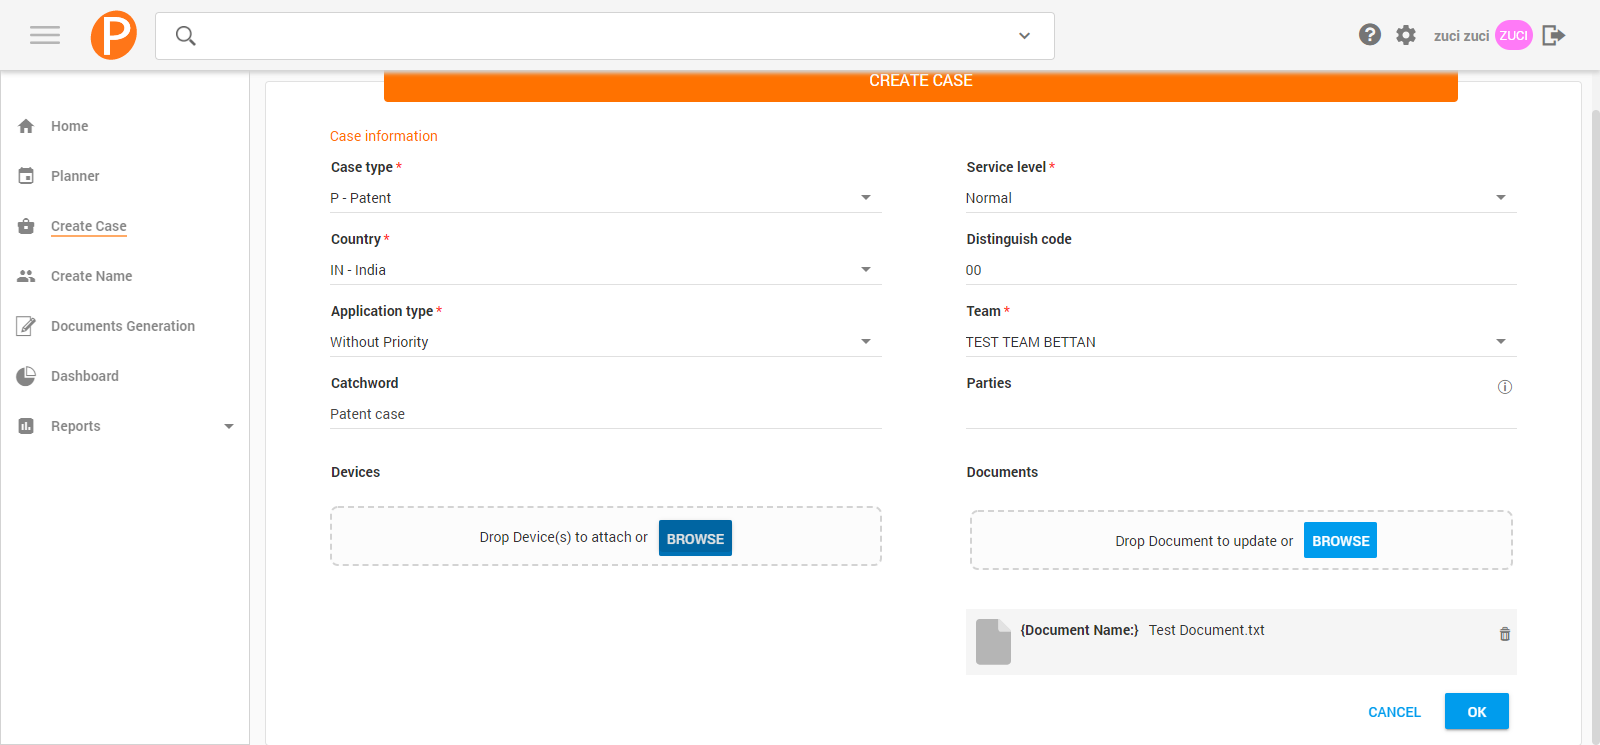 P
zuci zuci ZUCI
Home
Planner
Create Case
Create Name
Documents Generation
Dashboard
Reports
CREATE CASE
Case information
Case type *
P - Patent
Service level *
Normal
Country *
IN - India
Distinguish code
00
Application type *
Without Priority
Team *
TEST TEAM BETTAN
Catchword
Patent case
Parties
Devices
Drop Device(s) to attach or BROWSE
Documents
Drop Document to update or BROWSE
{Document Name:} Test Document.txt
CANCEL OK